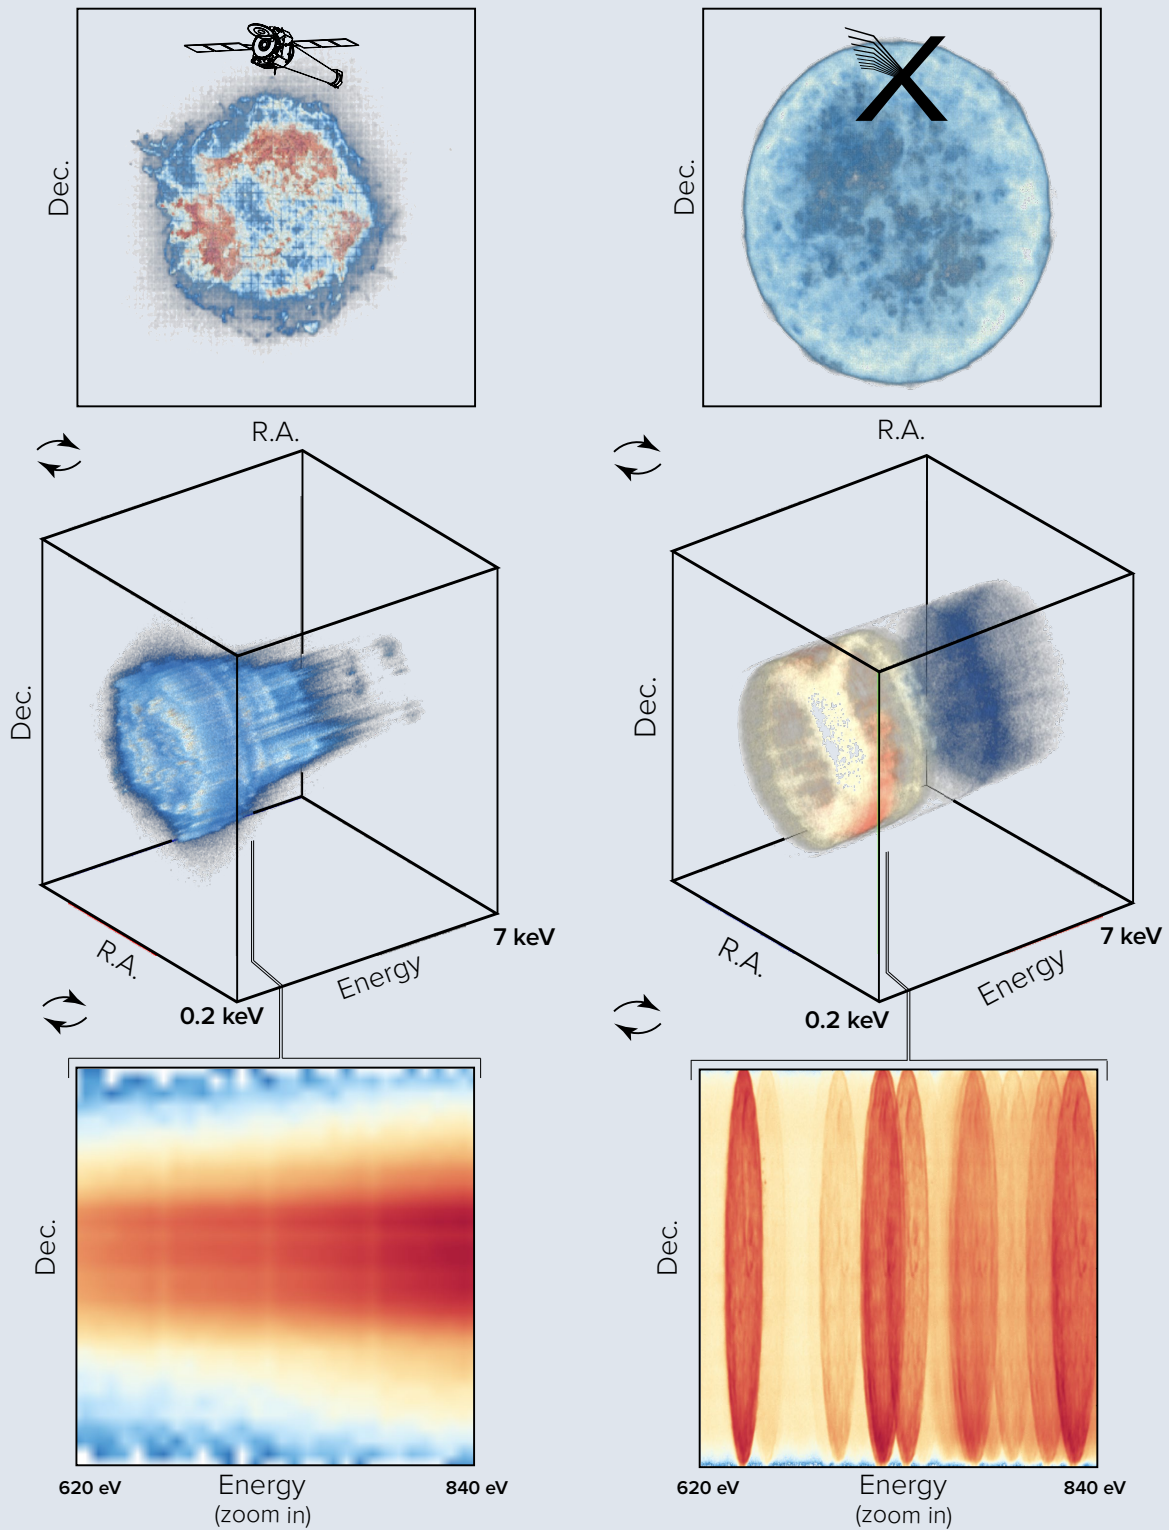 Dec.
Dec.
R.A.
R.A.
Dec.
Dec.
7 keV
7 keV
R.A.
Energy
R.A.
Energy
0.2 keV
0.2 keV
Dec.
Dec.
620 eV
Energy
840 eV
620 eV
Energy
840 eV
(zoom in)
(zoom in)